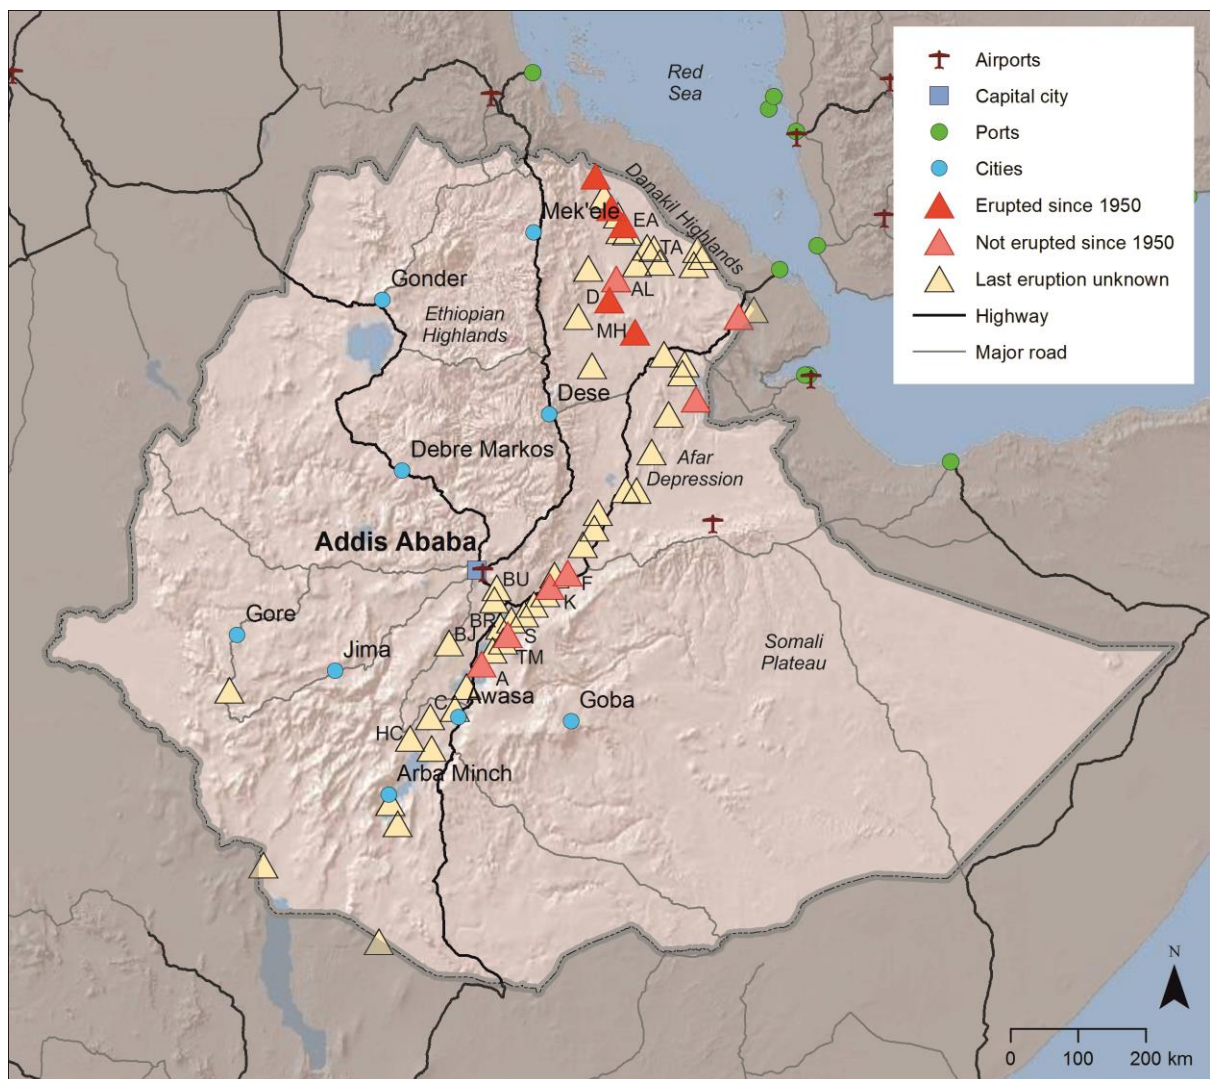 Red
Sea
Airports
Capital city
Ports
Cities
Erupted since 1950
Not erupted since 1950
Last eruption unknown
Highway
Major road
Danakil Highlands
Mek'ele
EA
TA
Gonder
AL
D
Ethiopian
Highlands
MH
Dese
Debre Markos
Afar
Depression
Addis Ababa
BU
F
K
Gore
BR
BJ
S
Jima
TM
Somali
Plateau
A
Awasa
C
Goba
HC
Arba Minch
N
0 100 200 km